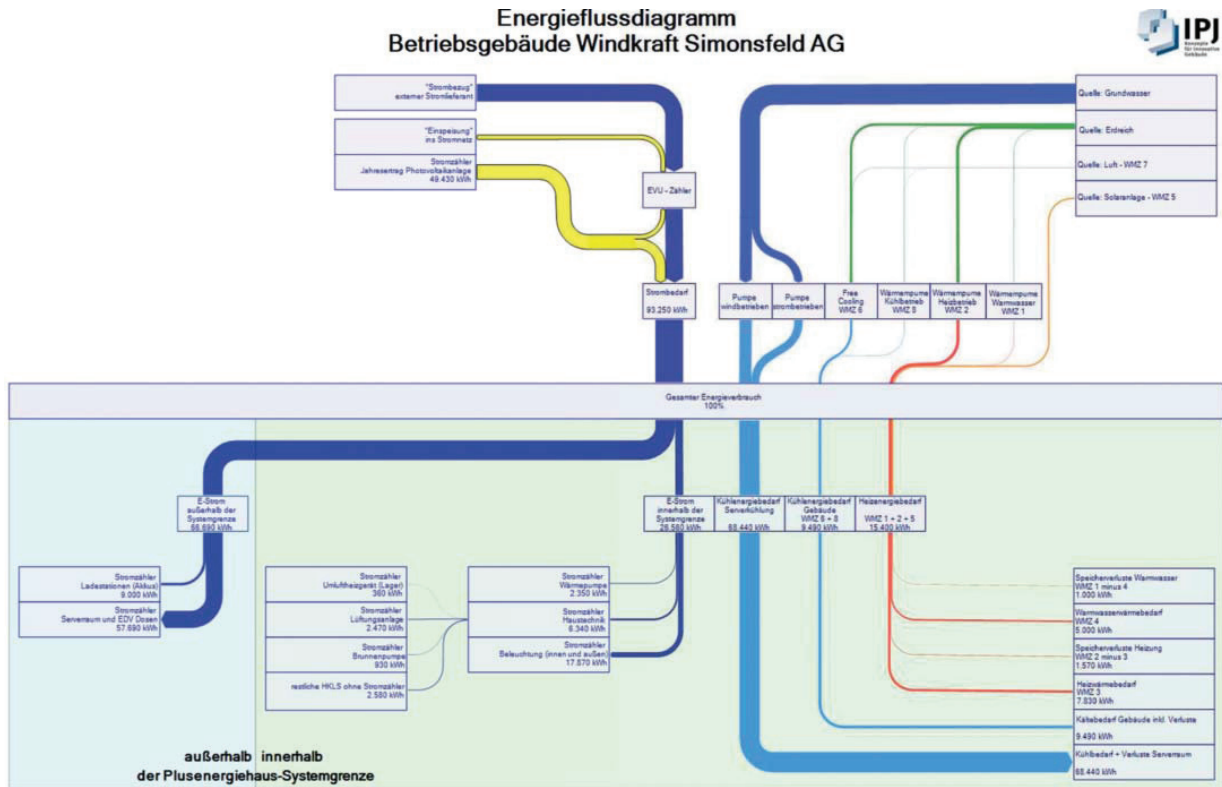 Energieflussdiagramm
Betriebsgebäude Windkraft Simonsfeld AG
IPJ
Konzepte
für innovative
Gebäude
"Strombezug"
externer Stromlieferant
"Einspeisung"
ins Stromnetz
Stromzähler
Jahresertrag Photovoltaikanlage
49.430 kWh
EVU - Zähler
Quelle: Grundwasser
Quelle: Erdreich
Quelle: Luft - WMZ 7
Quelle: Solaranlage - WMZ 5
Strombedarf
93.250 kWh
Pumpe
windbetrieben
Pumpe
strombetrieben
Free
Cooling
WMZ 6
Wärmepume
Kühlbetrieb
WMZ 8
Wärmepume
Heizbetrieb
WMZ 2
Wärmepume
Warmwasser
WMZ 1
Gesamter Energieverbrauch
100%
E-Strom
außerhalb der
Systemgrenze
66.690 kWh
E-Strom
innerhalb der
Systemgrenze
26.560 kWh
Kühlenergiebedarf
Serverkühlung
68.440 kWh
Kühlenergiebedarf
Gebäude
WMZ 6 + 8
9.490 kWh
Heizenergiebedarf
WMZ 1 + 2 + 5
15.400 kWh
Stromzähler
Ladestationen (Akkus)
9.000 kWh
Stromzähler
Serverraum und EDV Dosen
57.690 kWh
Stromzähler
Umluftheizgerät (Lager)
360 kWh
Stromzähler
Lüftungsanlage
2.470 kWh
Stromzähler
Brunnenpumpe
930 kWh
restliche HKLS ohne Stromzähler
2.580 kWh
Stromzähler
Wärmepumpe
2.350 kWh
Stromzähler
Haustechnik
6.340 kWh
Stromzähler
Beleuchtung (innen und außen)
17.870 kWh
Speicherverluste Warmwasser
WMZ 1 minus 4
1.000 kWh
Warmwasserwärmebedarf
WMZ 4
5.000 kWh
Speicherverluste Heizung
WMZ 2 minus 3
1.570 kWh
Heizwärmebedarf
WMZ 3
7.830 kWh
Kältebedarf Gebäude inkl. Verluste
9.490 kWh
Kühlbedarf + Verluste Serverraum
68.440 kWh
außerhalb innerhalb
der Plusenergiehaus-Systemgrenze